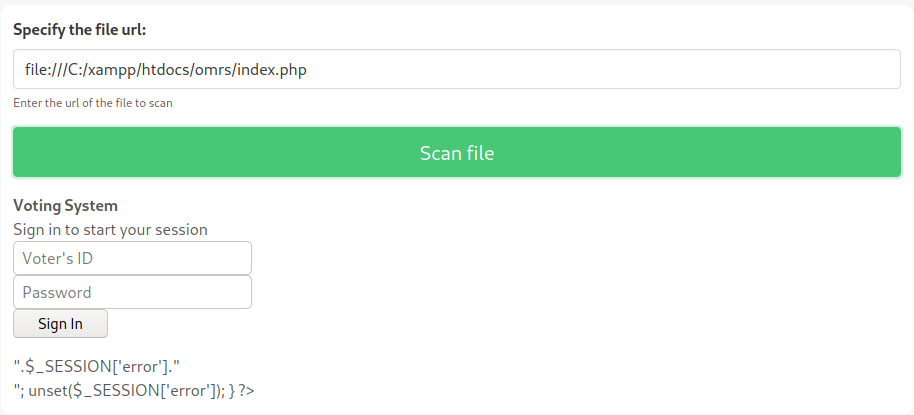 Specify the file url:
file:///C:/xampp/htdocs/omrs/index.php
Enter the url of the file to scan
Scan file
Voting System
Sign in to start your session
Voter's ID
Password
Sign In
".$_SESSION['error']."
"; unset($_SESSION['error']); } ?>